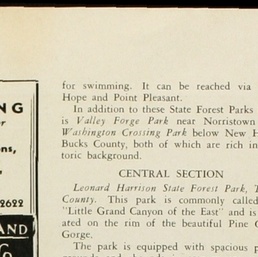 for swimming. It can be reached via
Hope and Point Pleasant.
In addition to these State Forest Parks
is Valley Forge Park near Norristown
Washington Crossing Park below New H
Bucks County, both of which are rich in
toric background.
CENTRAL SECTION
Leonard Harrison State Forest Park, T
County. This park is commonly called
"Little Grand Canyon of the East" and is
ated on the rim of the beautiful Pine C
Gorge.
The park is equipped with spacious p
NG
or
ons,
2622
AND